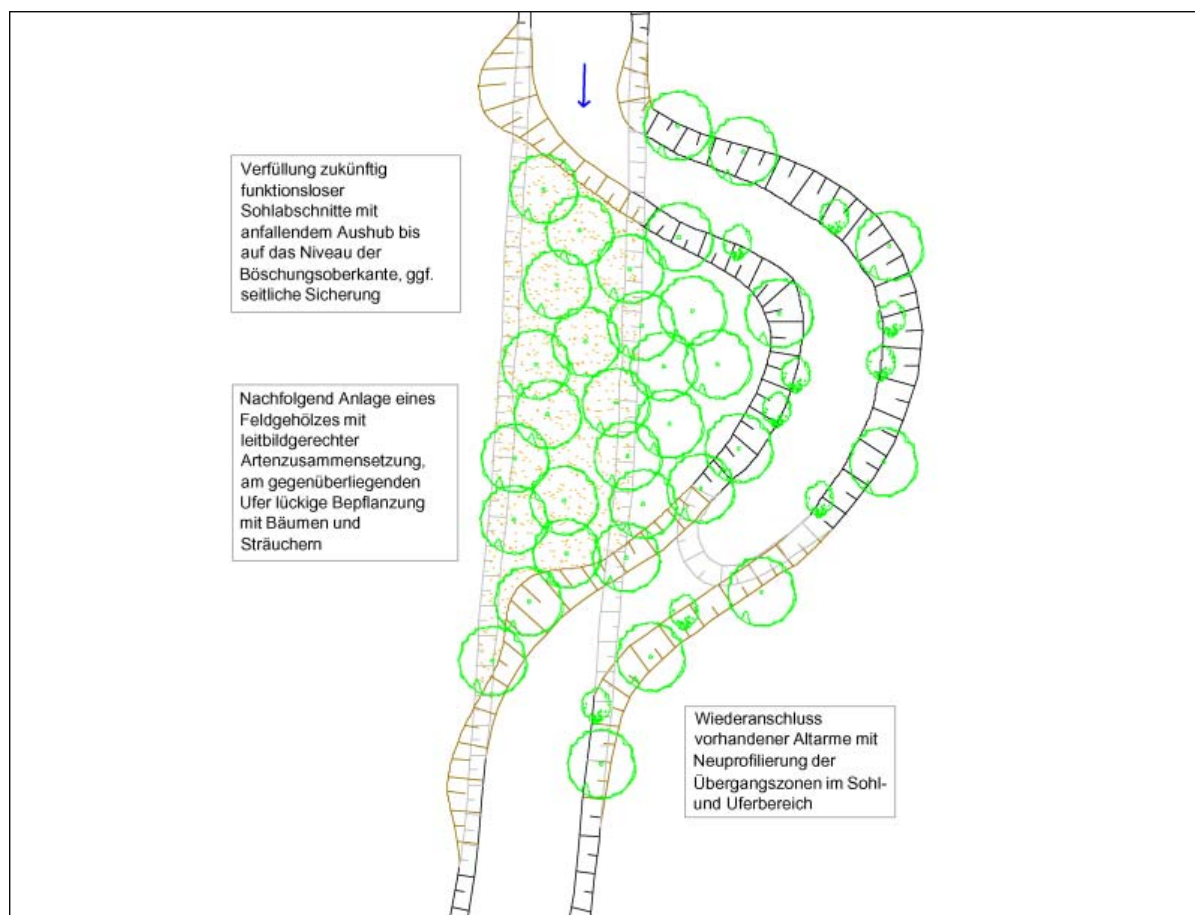 Verfüllung zukünftig
funktionsloser
Sohlabschnitte mit
anfallendem Aushub bis
auf das Niveau der
Böschungsoberkante, ggf.
seitliche Sicherung
Nachfolgend Anlage eines
Feldgehölzes mit
leitbildgerechter
Artenzusammensetzung,
am gegenüberliegenden
Ufer lückige Bepflanzung
mit Bäumen und
Sträuchern
Wiederanschluss
vorhandener Altarme mit
Neuprofilierung der
Übergangszonen im Sohl-
und Uferbereich